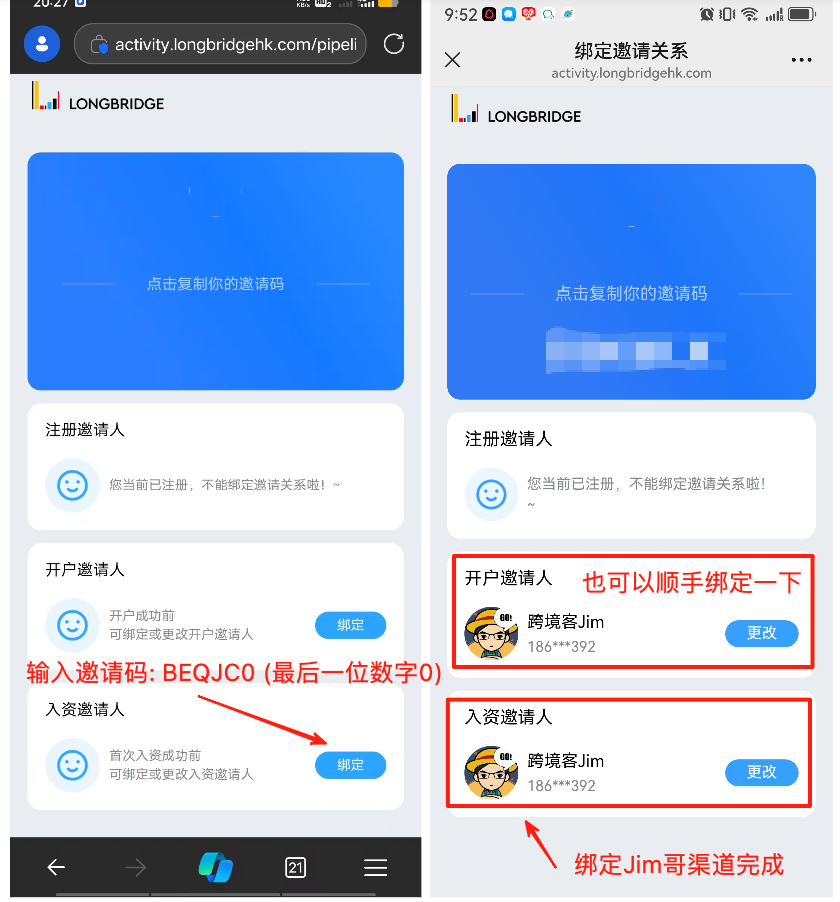 20:27
activity.longbridgehk.com/pipeli
LONGBRIDGE
点击复制你的邀请码
注册邀请人
您当前已注册，不能绑定邀请关系啦！~
开户邀请人
开户成功前
可绑定或更改开户邀请人
绑定
输入邀请码: BEQJC0 (最后一位数字0)
入资邀请人
首次入资成功前
可绑定或更改入资邀请人
绑定
21
9:52
绑定邀请关系
activity.longbridgehk.com
LONGBRIDGE
点击复制你的邀请码
注册邀请人
您当前已注册，不能绑定邀请关系啦！
~
开户邀请人
也可以顺手绑定一下
GO!
跨境客Jim
186***392
更改
入资邀请人
GO!
跨境客Jim
186***392
更改
绑定Jim哥渠道完成